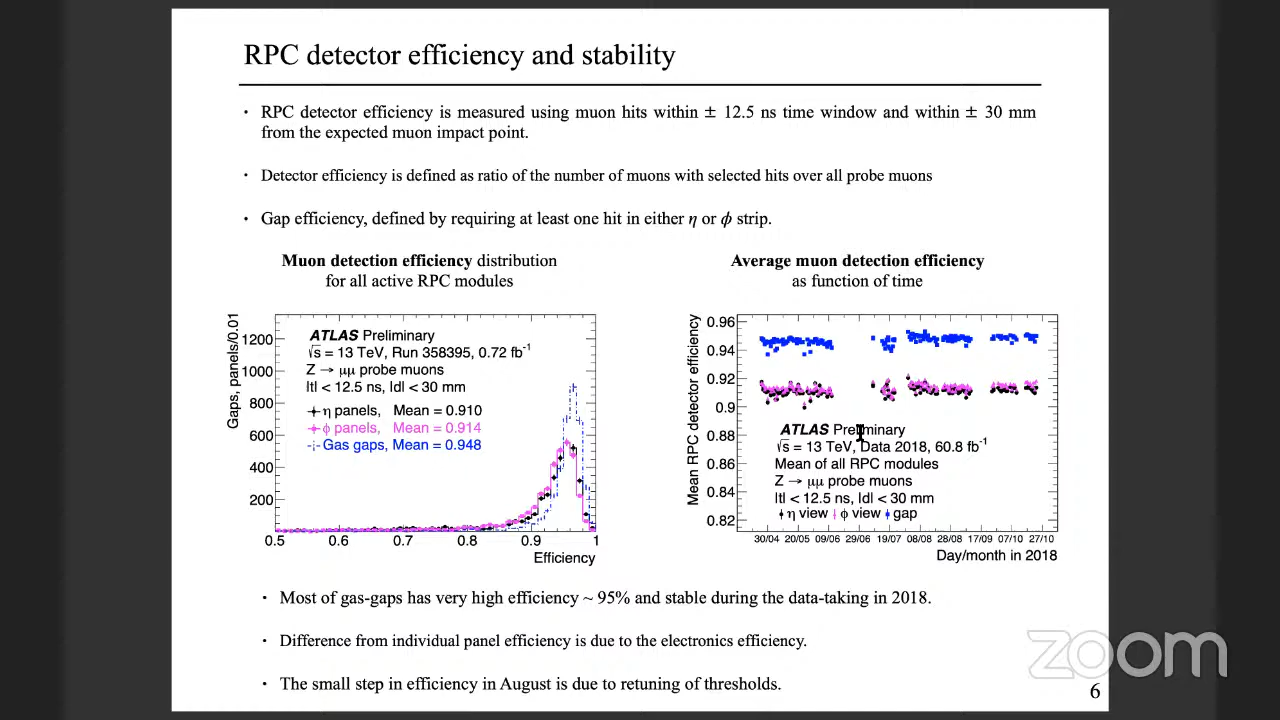 RPC detector efficiency and stability
• RPC detector efficiency is measured using muon hits within ± 12.5 ns time window and within ± 30 mm
from the expected muon impact point.
• Detector efficiency is defined as ratio of the number of muons with selected hits over all probe muons
• Gap efficiency, defined by requiring at least one hit in either η or ϕ strip.
Muon detection efficiency distribution
for all active RPC modules
Gaps, panels/0.01
1200
1000
800
600
400
200
ATLAS Preliminary
√s = 13 TeV, Run 358395, 0.72 fb-1
Z → μμ probe muons
|t| < 12.5 ns, |d| < 30 mm
η panels, Mean = 0.910
ϕ panels, Mean = 0.914
Gas gaps, Mean = 0.948
0.5 0.6 0.7 0.8 0.9 1
Efficiency
Average muon detection efficiency
as function of time
Mean RPC detector efficiency
0.96
0.94
0.92
0.9
0.88
0.86
0.84
0.82
ATLAS Preliminary
√s = 13 TeV, Data 2018, 60.8 fb-1
Mean of all RPC modules
Z → μμ probe muons
|t| < 12.5 ns, |d| < 30 mm
η view ϕ view gap
30/04 20/05 09/06 29/06 19/07 08/08 28/08 17/09 07/10 27/10
Day/month in 2018
• Most of gas-gaps has very high efficiency ~ 95% and stable during the data-taking in 2018.
• Difference from individual panel efficiency is due to the electronics efficiency.
• The small step in efficiency in August is due to retuning of thresholds.
zoom
6